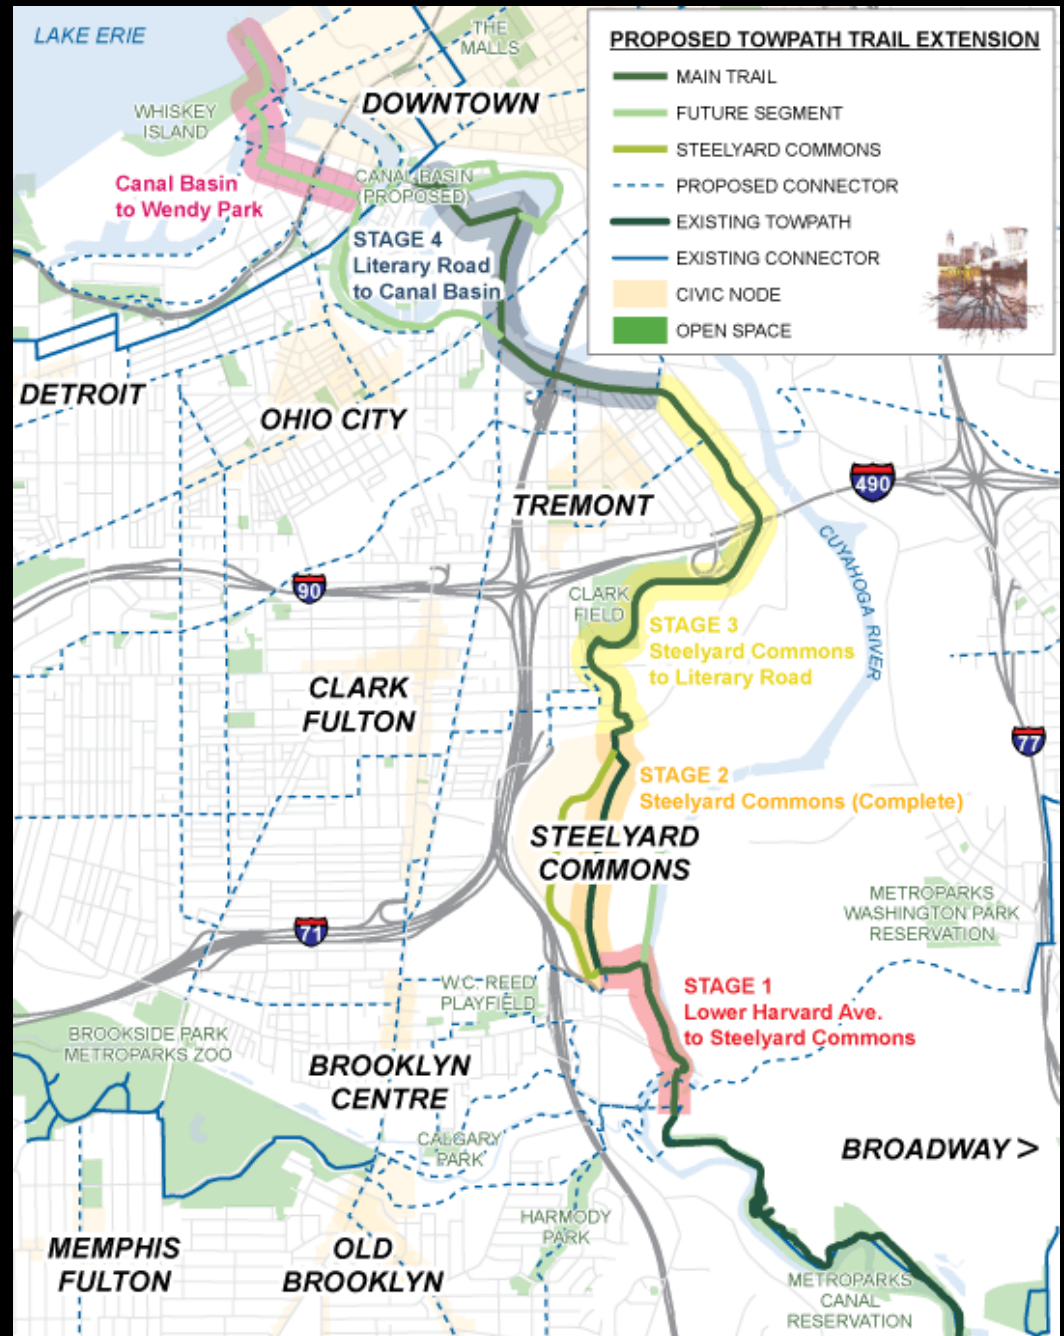 LAKE ERIE
THE
MALLS
DOWNTOWN
WHISKEY
ISLAND
Canal Basin
to Wendy Park
CANAL BASIN
PROPOSED)
STAGE 4
Literary Road
to Canal Basin
PROPOSED TOWPATH TRAIL EXTENSION
MAIN TRAIL
FUTURE SEGMENT
STEELYARD COMMONS
PROPOSED CONNECTOR
EXISTING TOWPATH
EXISTING CONNECTOR
CIVIC NODE
OPEN SPACE
DETROIT
OHIO CITY
TREMONT
490
CUYAHOGA RIVER
90
CLARK
FIELD
STAGE 3
Steelyard Commons
to Literary Road
CLARK
FULTON
77
STAGE 2
Steelyard Commons (Complete)
STEELYARD
COMMONS
METROPARKS
WASHINGTON PARK
RESERVATION
71
W.C. REED
PLAYFIELD
STAGE 1
Lower Harvard Ave.
to Steelyard Commons
BROOKSIDE PARK
METROPARKS ZOO
BROOKLYN
CENTRE
CALGARY
PARK
BROADWAY >
HARMODY
PARK
MEMPHIS
FULTON
OLD
BROOKLYN
METROPARKS
CANAL
RESERVATION